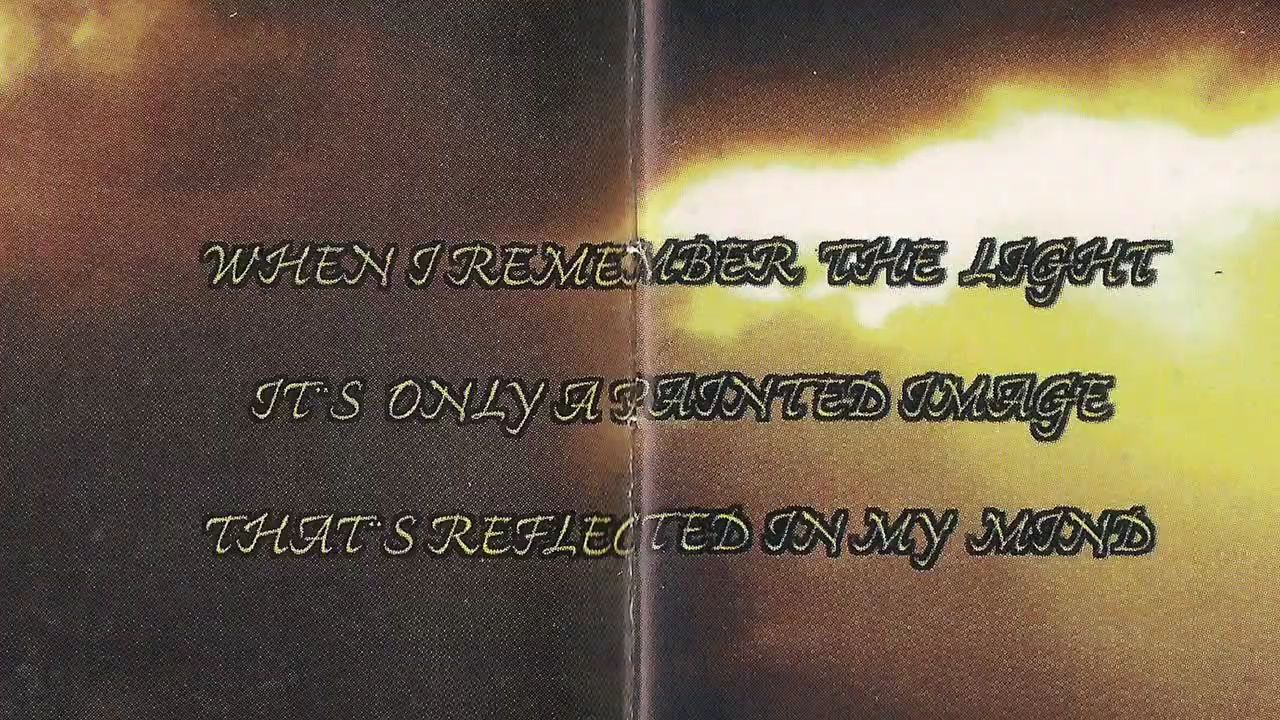 WHEN I REMEMBER THE LIGHT
IT¨S ONLY A PAINTED IMAGE
THAT¨S REFLECTED IN MY MIND